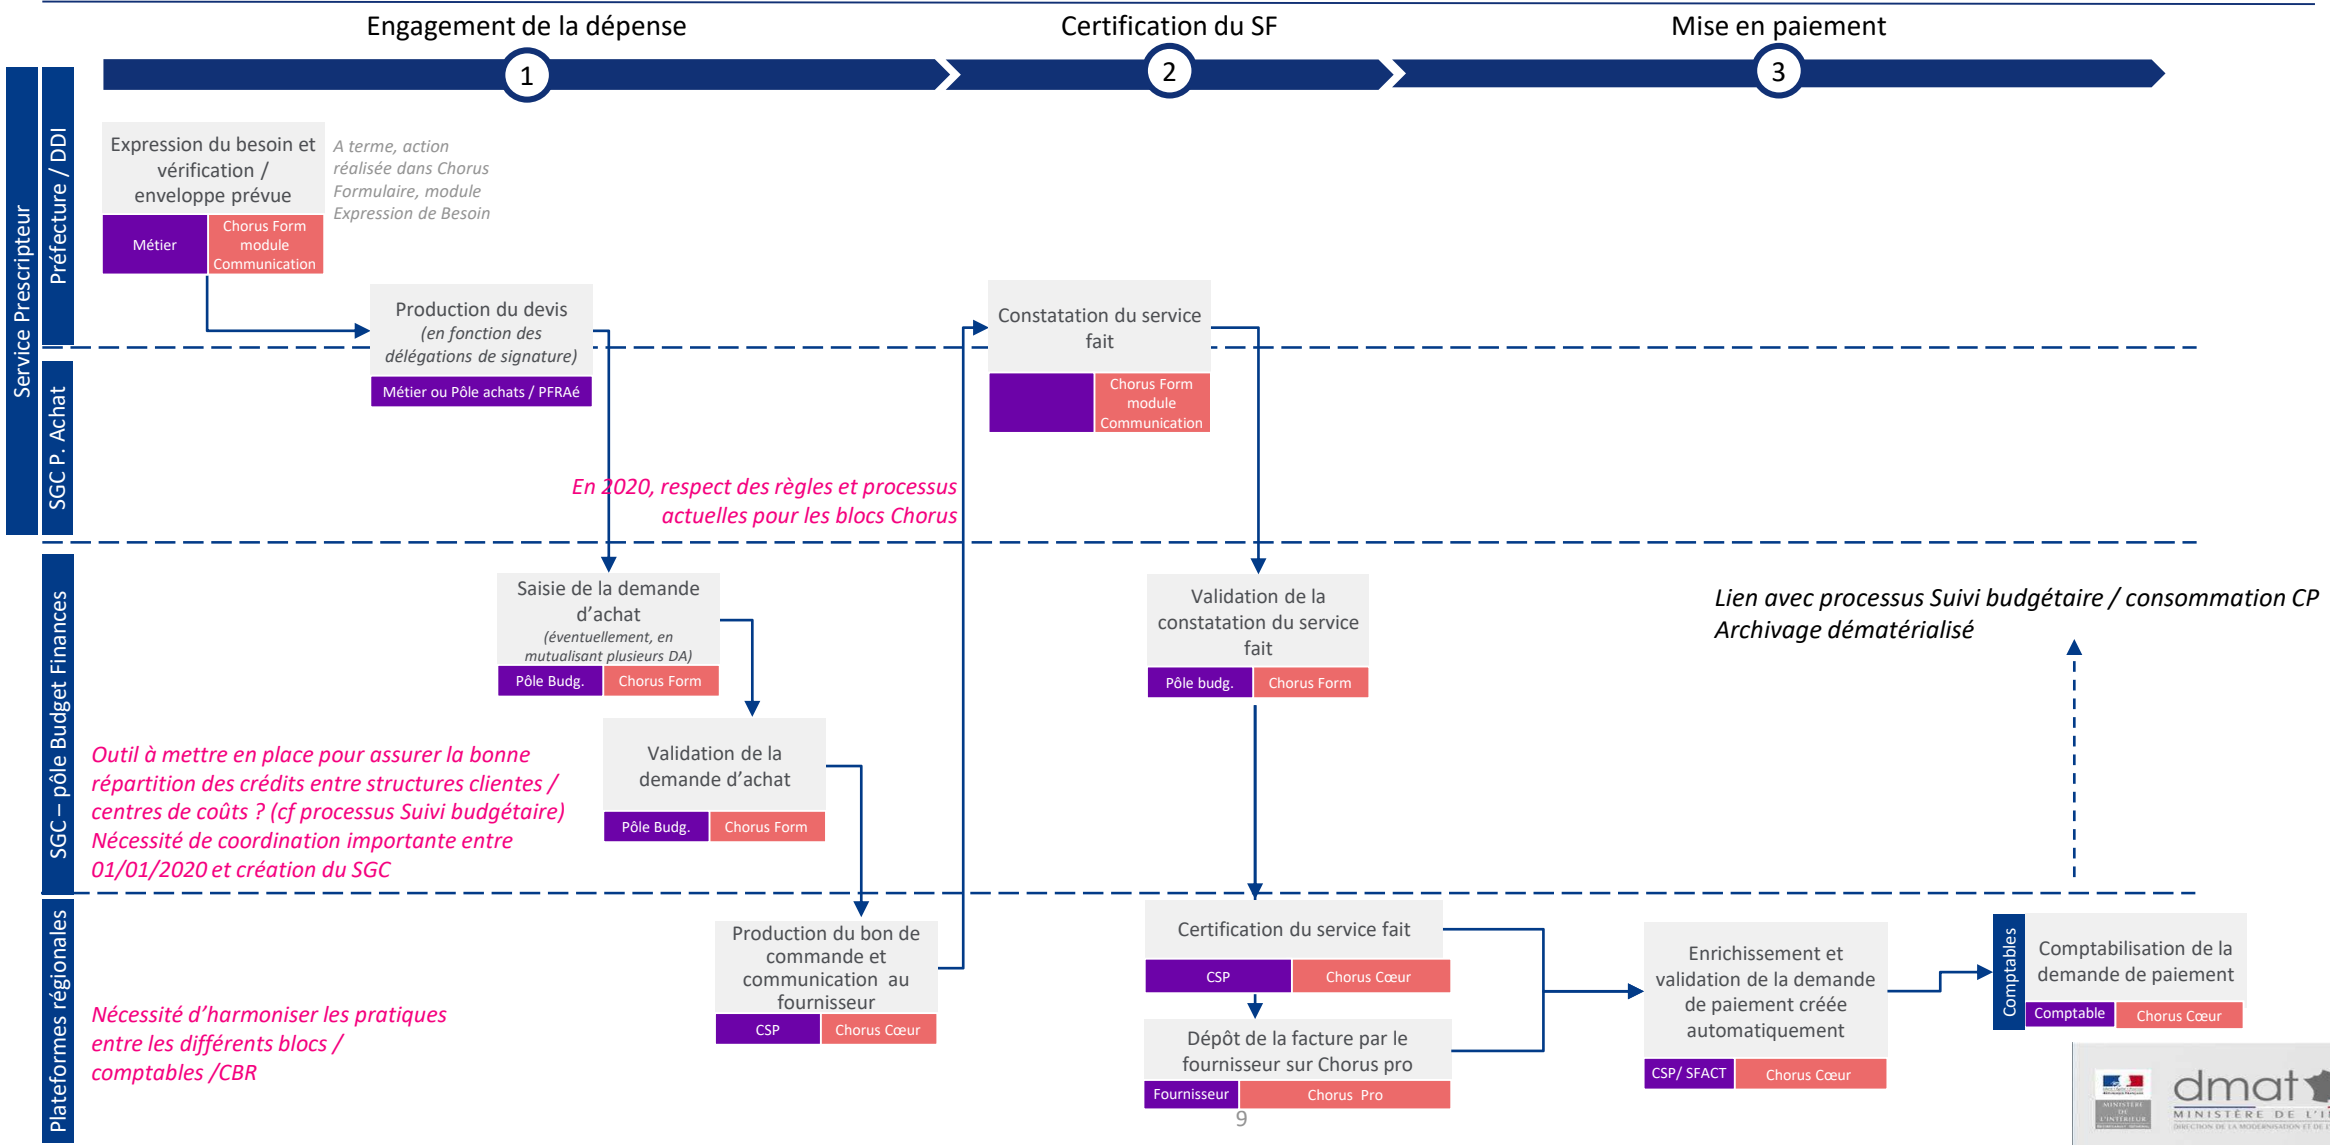 Engagement de la dépense
Certification du SF
Mise en paiement
1
2
3
Service Prescripteur
Préfecture / DDI
Expression du besoin et
vérification /
enveloppe prévue
Métier
Chorus Form
module
Communication
A terme, action
réalisée dans Chorus
Formulaire, module
Expression de Besoin
Production du devis
(en fonction des
délégations de signature)
Métier ou Pôle achats / PFRAé
Constatation du service
fait
Chorus Form
module
Communication
SGC P. Achat
En 2020, respect des règles et processus
actuelles pour les blocs Chorus
SGC – pôle Budget Finances
Saisie de la demande
d'achat
(éventuellement, en
mutualisant plusieurs DA)
Pôle Budg.
Chorus Form
Validation de la
demande d'achat
Pôle Budg.
Chorus Form
Validation de la
constatation du service
fait
Pôle budg.
Chorus Form
Lien avec processus Suivi budgétaire / consommation CP
Archivage dématérialisé
Outil à mettre en place pour assurer la bonne
répartition des crédits entre structures clientes /
centres de coûts ? (cf processus Suivi budgétaire)
Nécessité de coordination importante entre
01/01/2020 et création du SGC
Plateformes régionales
Nécessité d'harmoniser les pratiques
entre les différents blocs /
comptables /CBR
Production du bon de
commande et
communication au
fournisseur
CSP
Chorus Cœur
Certification du service fait
CSP
Chorus Cœur
Dépôt de la facture par le
fournisseur sur Chorus pro
Fournisseur
Chorus Pro
Enrichissement et
validation de la demande
de paiement créée
automatiquement
CSP/ SFACT
Chorus Cœur
Comptables
Comptabilisation de la
demande de paiement
Comptable
Chorus Cœur
9
MINISTÈRE
DE
L'INTÉRIEUR
dmat
MINISTÈRE DE L'I
DIRECTION DE LA MODERNISATION ET DE